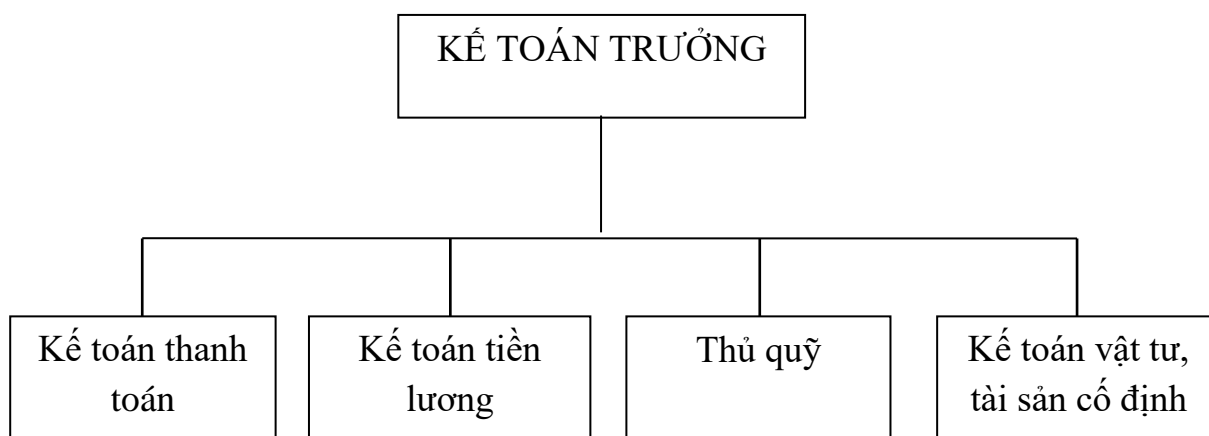 KẾ TOÁN TRƯỞNG
Kế toán thanh
toán
Kế toán tiền
lương
Thủ quỹ
Kế toán vật tư,
tài sản cố định